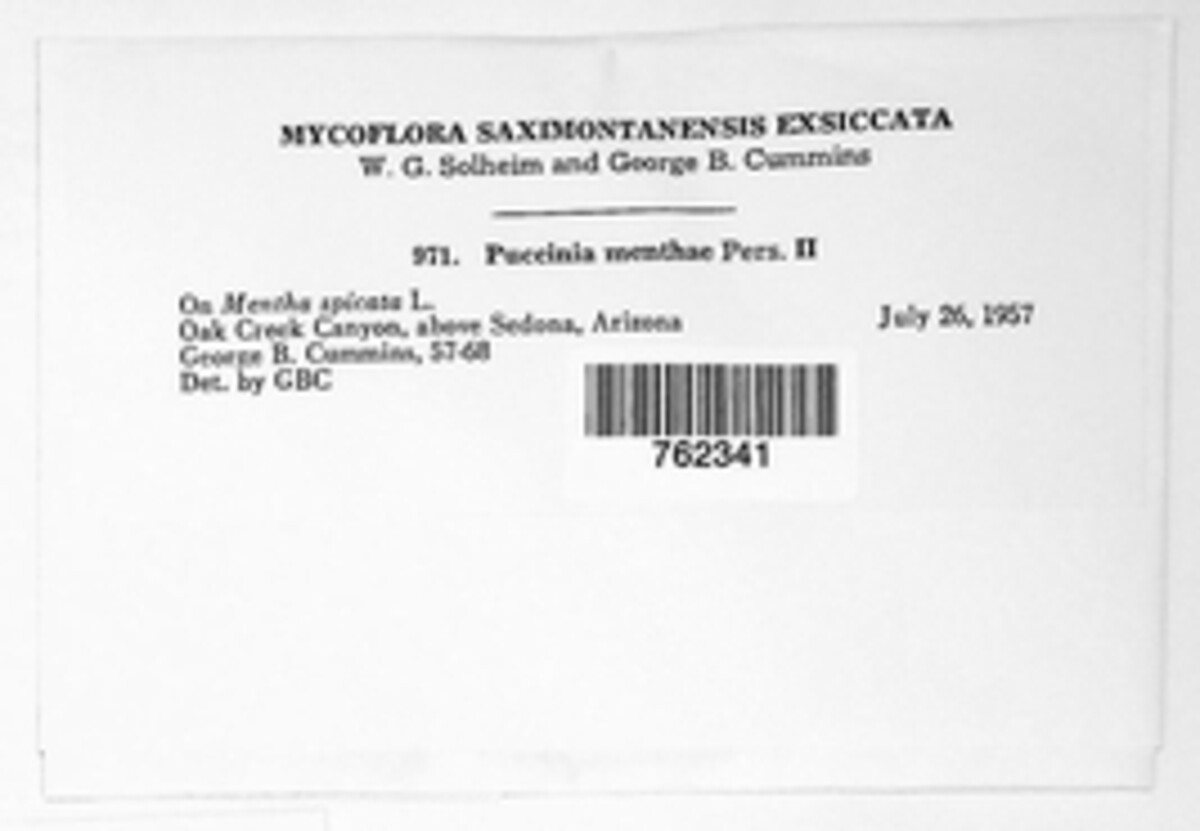 MYCOFLORA SAXIMONTANENSIS EXSICCATA
W. G. Solheim and George B. Cummins
971. Puccinia menthae Pers. II
On Mentha spicata L.
Oak Creek Canyon, above Sedona, Arizona July 26, 1957
George B. Cummins, 57-68
Det. by GBC
762341